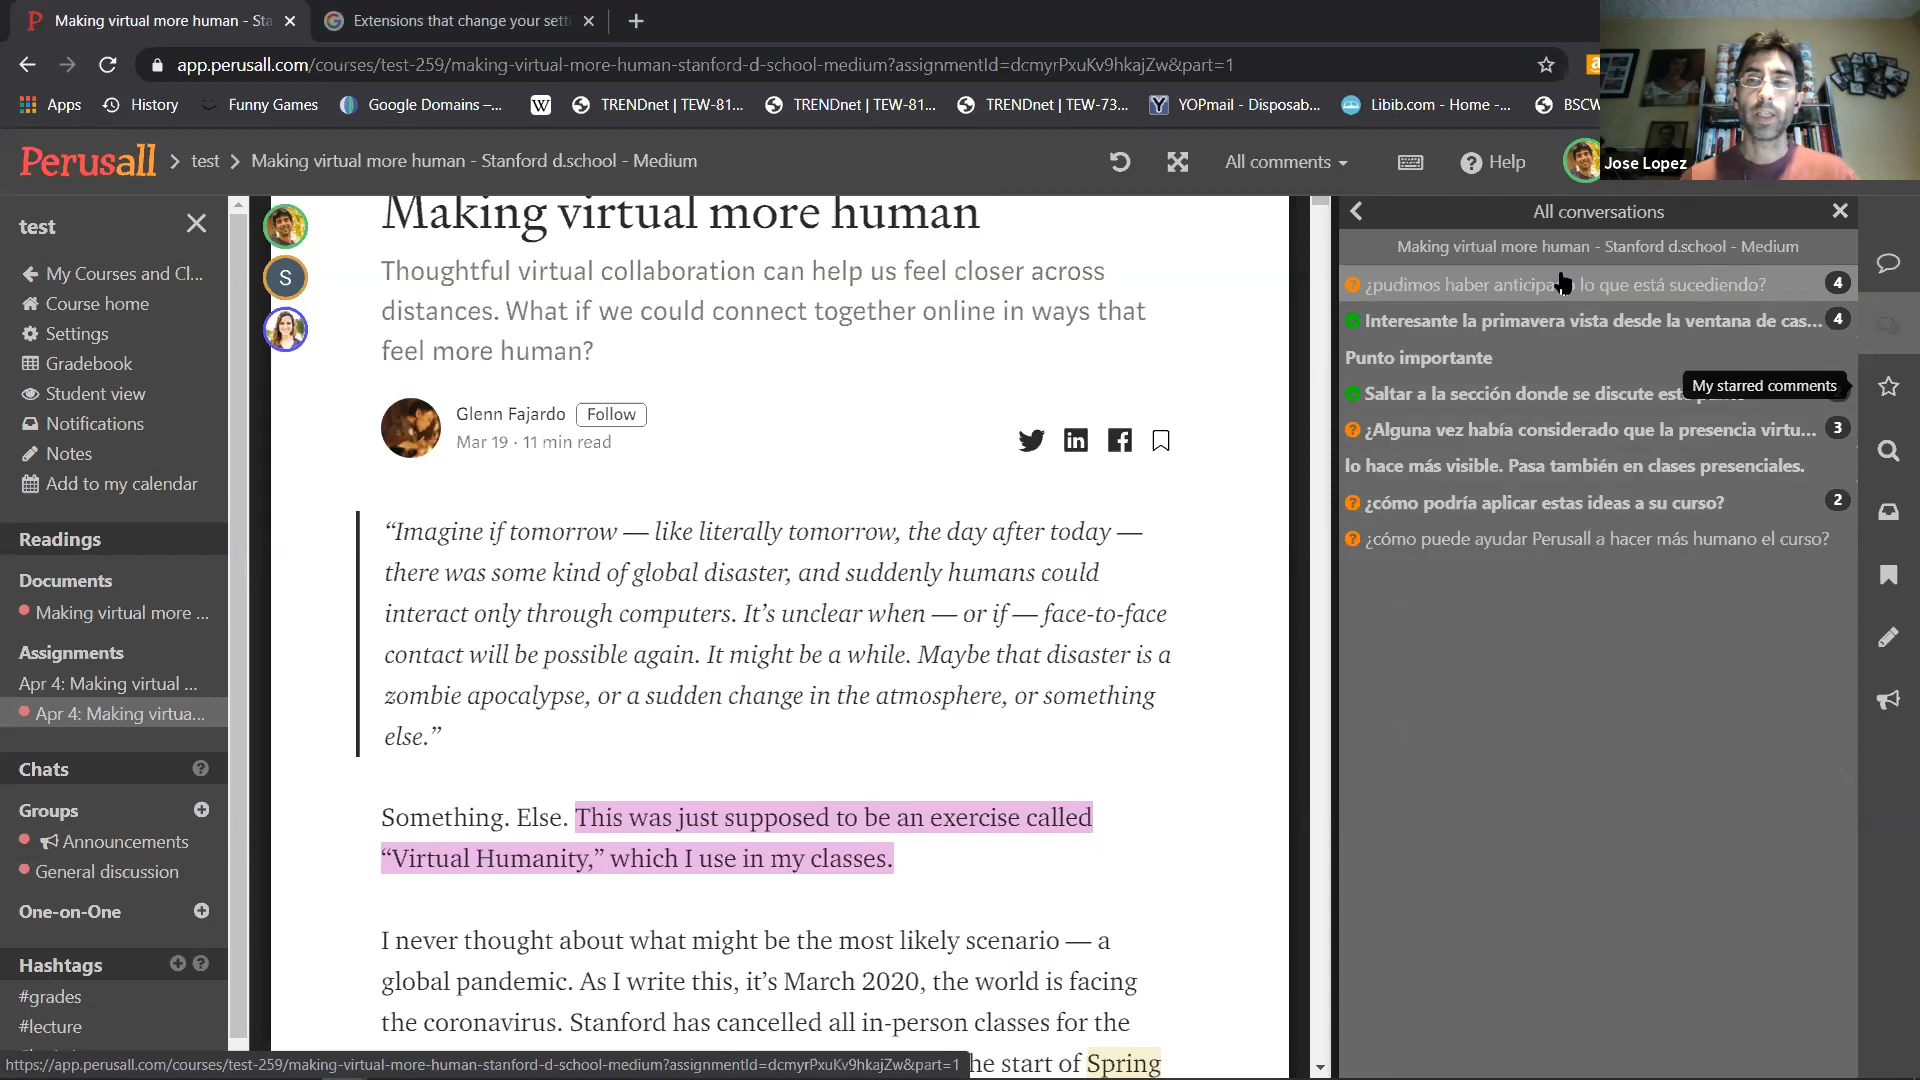 Making virtual more human - Sta
Extensions that change your sett
app.perusall.com/courses/test-259/making-virtual-more-human-stanford-d-school-medium?assignmentId=dcmyrPxuKv9hkajZw&part=1
Apps
History
Funny Games
Google Domains –...
W
TRENDnet | TEW-81...
TRENDnet | TEW-81...
TRENDnet | TEW-73...
Y
YOPmail - Disposab...
Libib.com - Home -...
BSCW
Perusall
test
Making virtual more human - Stanford d.school - Medium
All comments
Help
Jose Lopez
test
My Courses and Cl...
Course home
Settings
Gradebook
Student view
Notifications
Notes
Add to my calendar
Readings
Documents
Making virtual more ...
Assignments
Apr 4: Making virtual ...
Apr 4: Making virtua...
Chats
Groups
Announcements
General discussion
One-on-One
Hashtags
#grades
#lecture
S
Making virtual more human
Thoughtful virtual collaboration can help us feel closer across
distances. What if we could connect together online in ways that
feel more human?
Glenn Fajardo
Follow
Mar 19 · 11 min read
“Imagine if tomorrow — like literally tomorrow, the day after today —
there was some kind of global disaster, and suddenly humans could
interact only through computers. It’s unclear when — or if — face-to-face
contact will be possible again. It might be a while. Maybe that disaster is a
zombie apocalypse, or a sudden change in the atmosphere, or something
else.”
Something. Else. This was just supposed to be an exercise called
“Virtual Humanity,” which I use in my classes.
I never thought about what might be the most likely scenario — a
global pandemic. As I write this, it’s March 2020, the world is facing
the coronavirus. Stanford has cancelled all in-person classes for the
he start of Spring
https://app.perusall.com/courses/test-259/making-virtual-more-human-stanford-d-school-medium?assignmentId=dcmyrPxuKv9hkajZw&part=1
All conversations
Making virtual more human - Stanford d.school - Medium
¿pudimos haber anticipa lo que está sucediendo? 4
Interesante la primavera vista desde la ventana de cas... 4
Punto importante
My starred comments
Saltar a la sección donde se discute est
¿Alguna vez había considerado que la presencia virtu... 3
lo hace más visible. Pasa también en clases presenciales.
¿cómo podría aplicar estas ideas a su curso? 2
¿cómo puede ayudar Perusall a hacer más humano el curso?